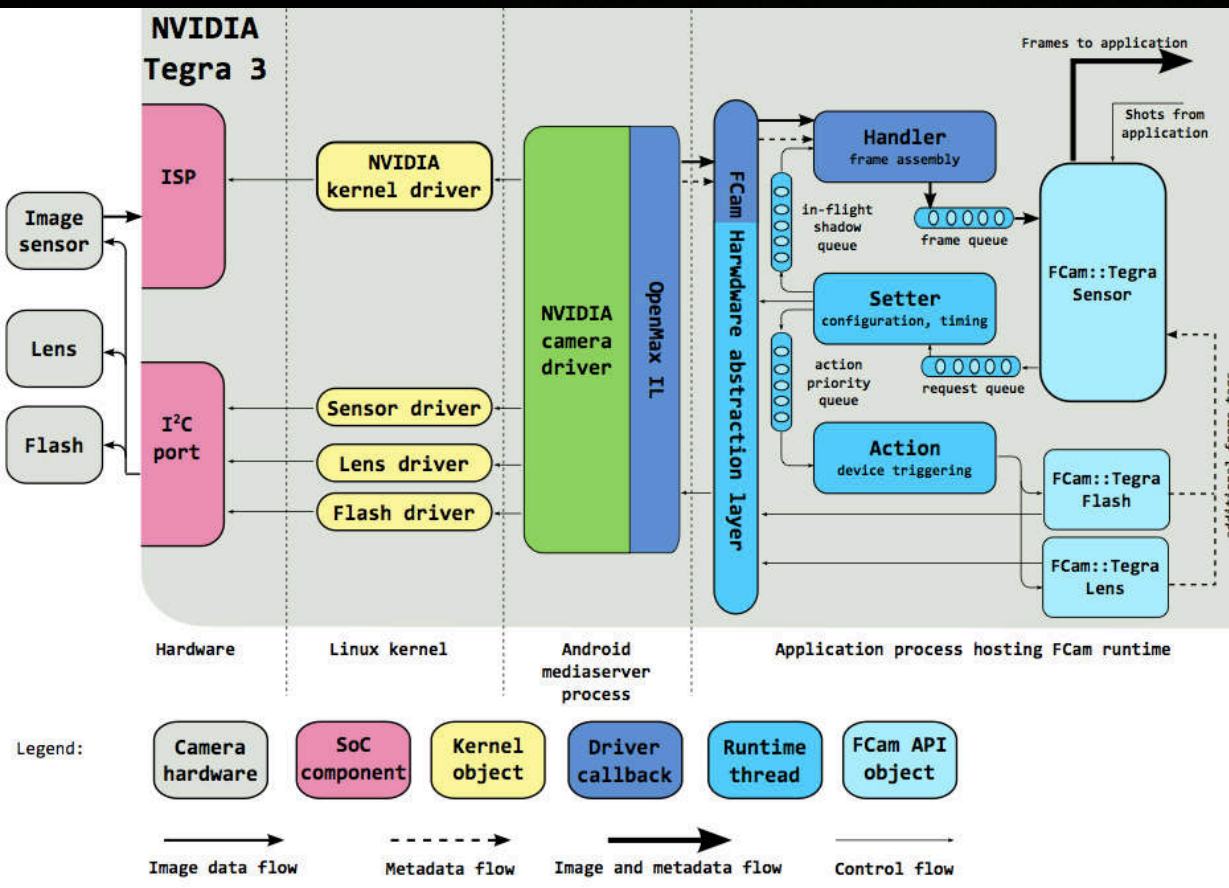 NVIDIA
Tegra 3
Frames to application
Shots from
application
ISP
NVIDIA
kernel driver
Handler
frame assembly
Image
sensor
in-flight
shadow
queue
frame queue
FCam::Tegra
Sensor
FCam Harwdware abstraction layer
OpenMax IL
NVIDIA
camera
driver
Setter
configuration, timing
Lens
action
priority
queue
request queue
Flash
I²C
port
Sensor driver
Lens driver
Flash driver
Action
device triggering
FCam::Tegra
Flash
FCam::Tegra
Lens
Hardware
Linux kernel
Android
mediaserver
process
Application process hosting FCam runtime
Legend:
Camera
hardware
SoC
component
Kernel
object
Driver
callback
Runtime
thread
FCam API
object
Image data flow
Metadata flow
Image and metadata flow
Control flow